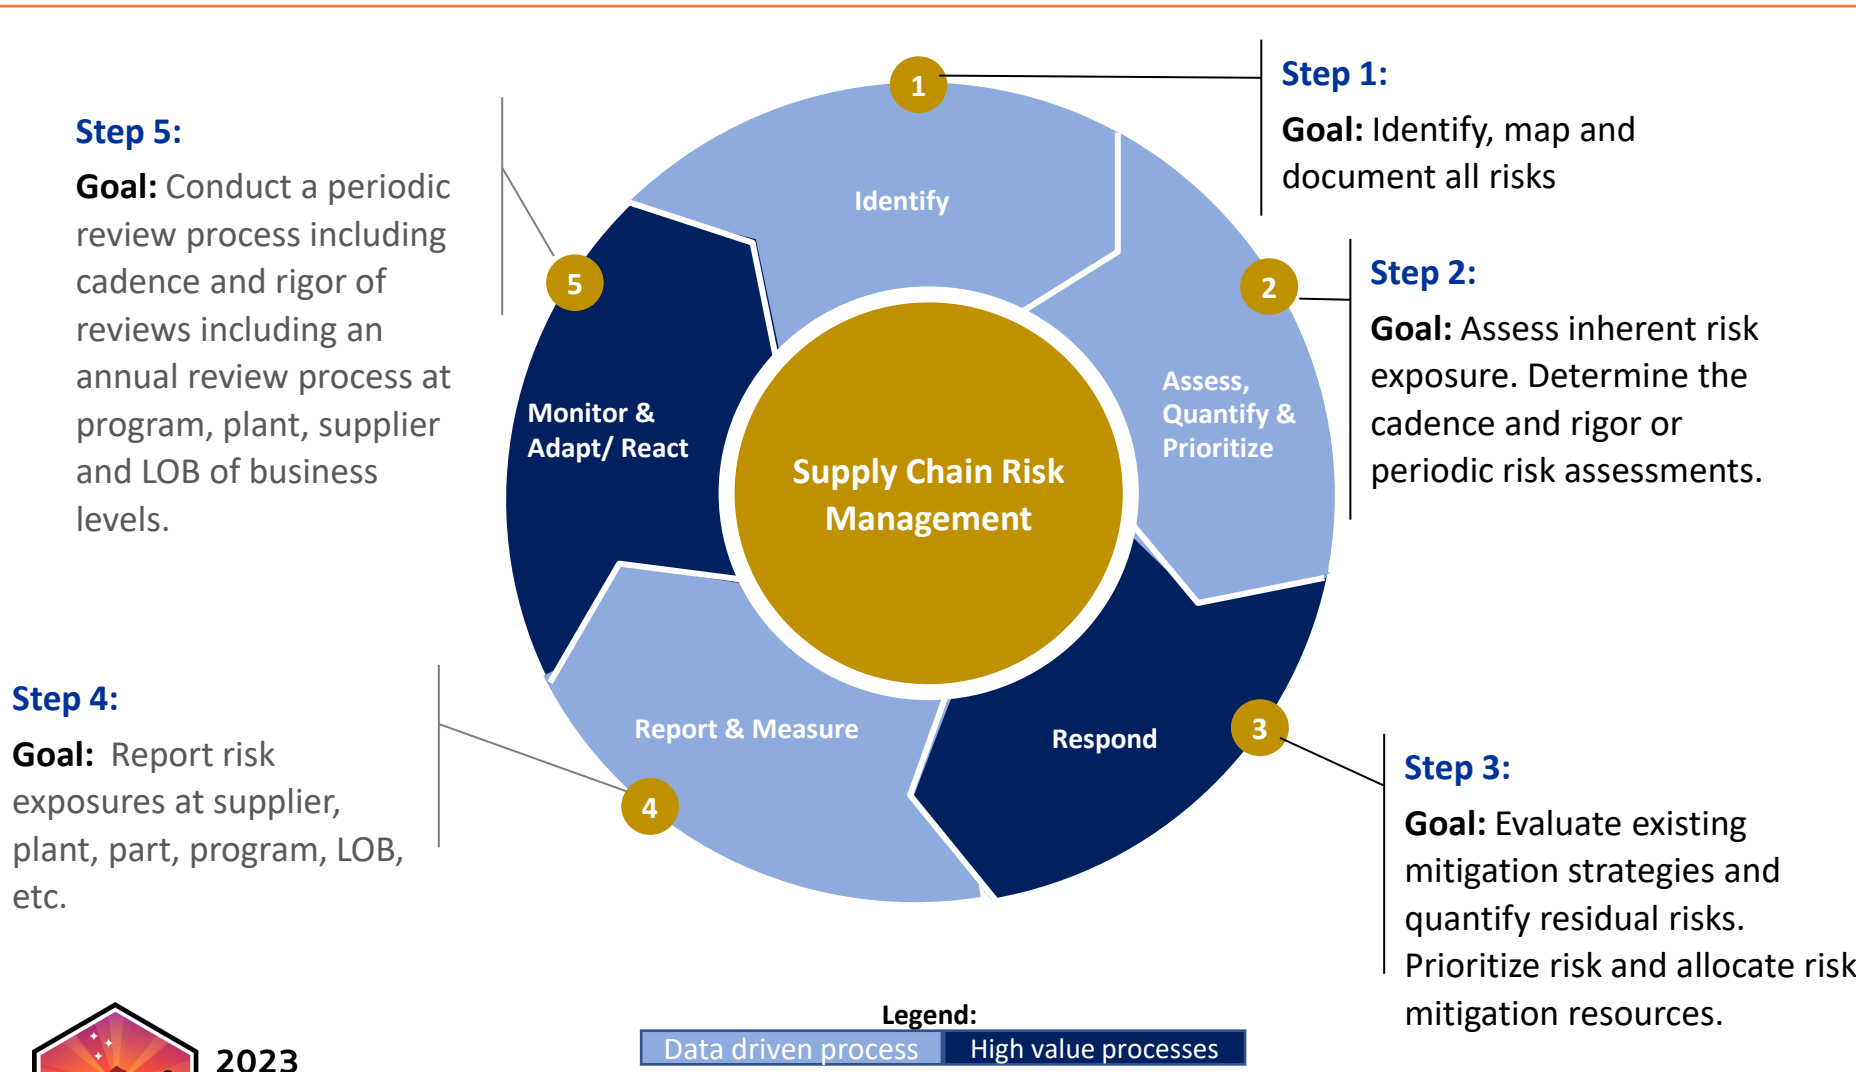 1
Step 1:
Goal: Identify, map and
document all risks
Identify
2
Step 2:
Goal: Assess inherent risk
exposure. Determine the
cadence and rigor or
periodic risk assessments.
Assess,
Quantify &
Prioritize
Step 5:
Goal: Conduct a periodic
review process including
cadence and rigor of
reviews including an
annual review process at
program, plant, supplier
and LOB of business
levels.
5
Monitor &
Adapt/ React
Supply Chain Risk
Management
Step 4:
Goal:  Report risk
exposures at supplier,
plant, part, program, LOB,
etc.
4
Report & Measure
Respond
3
Step 3:
Goal: Evaluate existing
mitigation strategies and
quantify residual risks.
Prioritize risk and allocate risk
mitigation resources.
Legend:
Data driven process
High value processes
2023